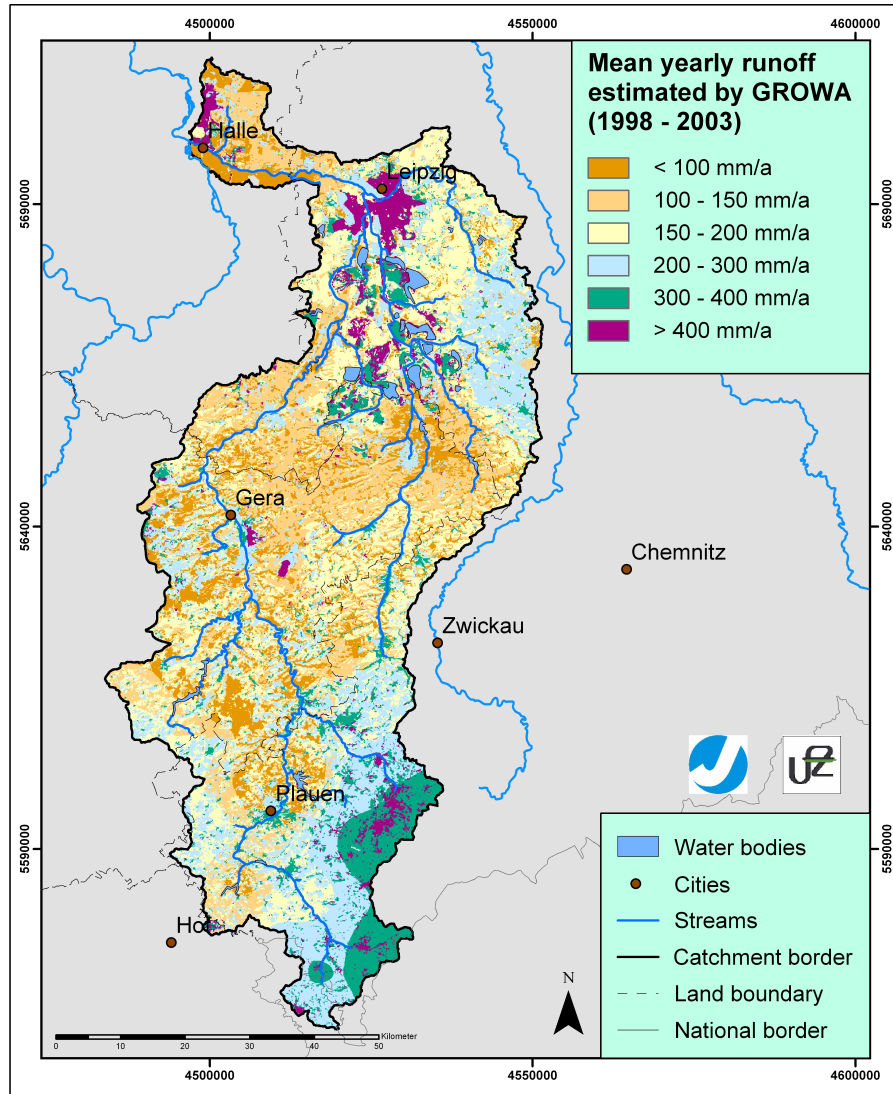 4500000
4550000
4600000
Mean yearly runoff
estimated by GROWA
(1998 - 2003)
< 100 mm/a
100 - 150 mm/a
150 - 200 mm/a
200 - 300 mm/a
300 - 400 mm/a
> 400 mm/a
Halle
Leipzig
5690000
5690000
Gera
5640000
5640000
Chemnitz
Zwickau
UFZ
Plauen
5590000
5590000
Hof
Water bodies
Cities
Streams
Catchment border
Land boundary
National border
N
Kilometer
0 10 20 30 40 50
4500000
4550000
4600000